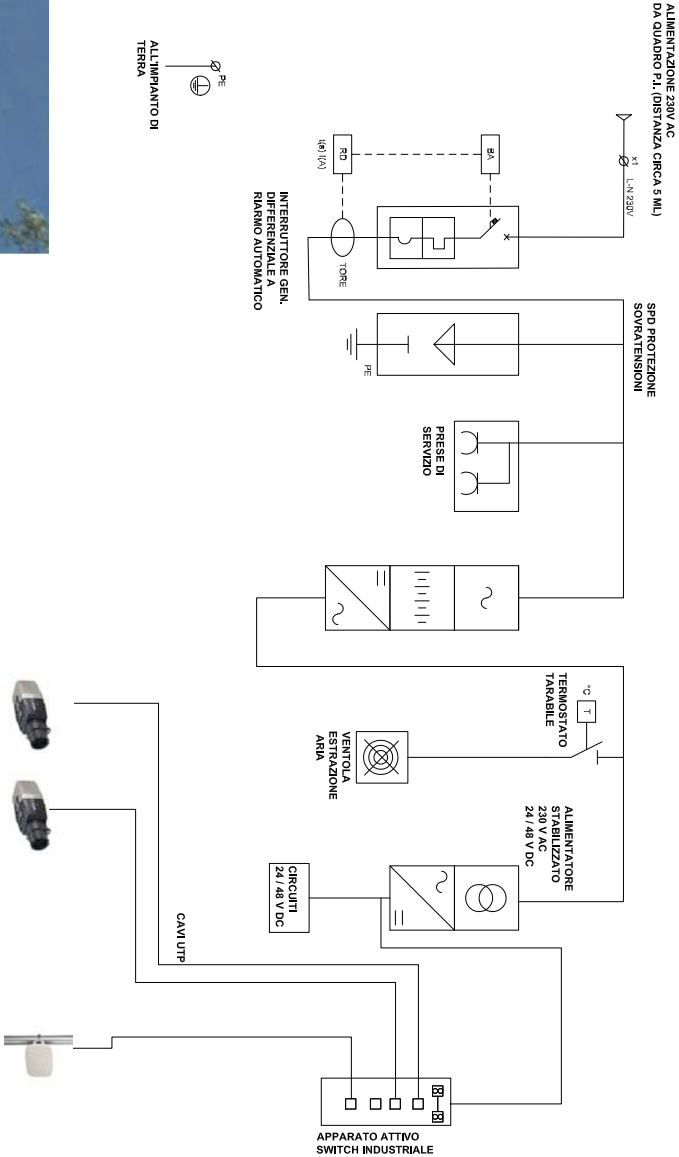 ALIMENTAZIONE 230V AC
DA QUADRO P.I. (DISTANZA CIRCA 5 ML)
x1
L-N 230V
BA
RD
t(s) I(A)
TORE
INTERRUTTORE GEN.
DIFFERENZIALE A
RIARMO AUTOMATICO
PE
ALL'IMPIANTO DI
TERRA
SPD PROTEZIONE
SOVRATENSIONI
PE
PRESE DI
SERVIZIO
°C
T
TERMOSTATO
TARABILE
VENTOLA
ESTRAZIONE
ARIA
ALIMENTATORE
STABILIZZATO
230 V AC
24 / 48 V DC
CIRCUITI
24 / 48 V DC
CAVI UTP
APPARATO ATTIVO
SWITCH INDUSTRIALE